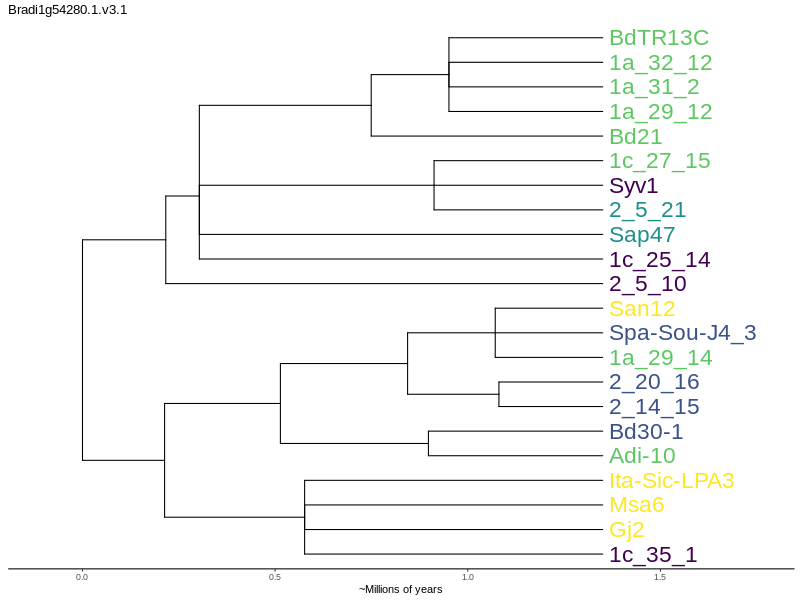 Bradi1g54280.1.v3.1
BdTR13C
1a_32_12
1a_31_2
1a_29_12
Bd21
1c_27_15
Syv1
2_5_21
Sap47
1c_25_14
2_5_10
San12
Spa-Sou-J4_3
1a_29_14
2_20_16
2_14_15
Bd30-1
Adi-10
Ita-Sic-LPA3
Msa6
Gj2
1c_35_1
0.0 0.5 1.0 1.5
~Millions of years